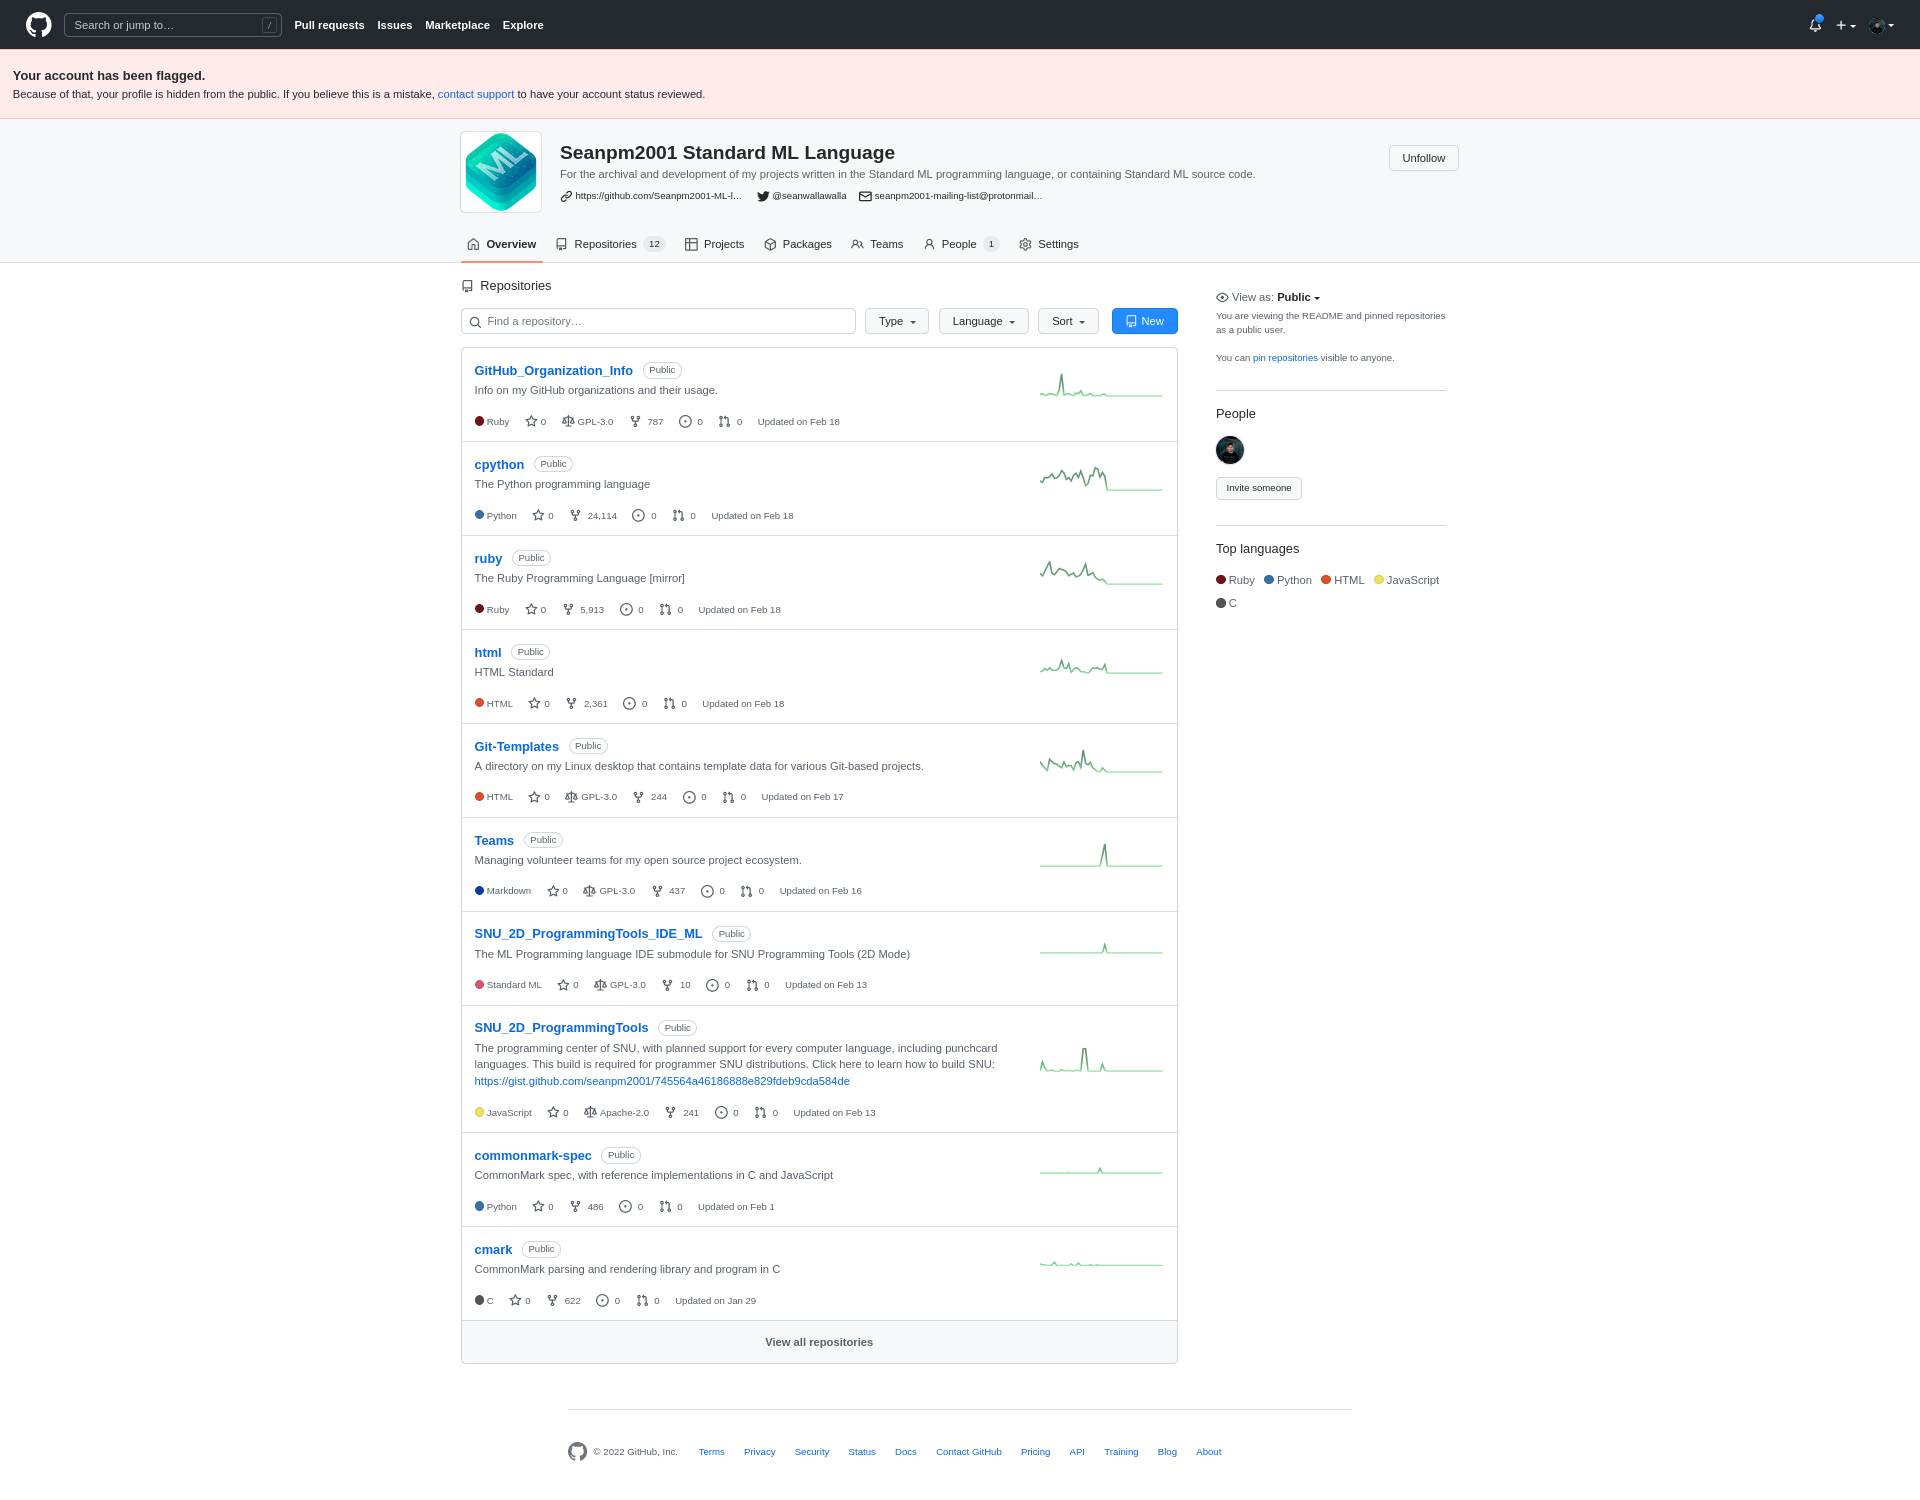 Search or jump to… /
Pull requests Issues Marketplace Explore
Your account has been flagged.
Because of that, your profile is hidden from the public. If you believe this is a mistake, contact support to have your account status reviewed.
ML
Seanpm2001 Standard ML Language
Unfollow
For the archival and development of my projects written in the Standard ML programming language, or containing Standard ML source code.
https://github.com/Seanpm2001-ML-l… @seanwallawalla seanpm2001-mailing-list@protonmail…
Overview Repositories 12 Projects Packages Teams People 1 Settings
Repositories
Find a repository… Type Language Sort New
GitHub_Organization_Info Public
Info on my GitHub organizations and their usage.
Ruby 0 GPL-3.0 787 0 0 Updated on Feb 18
cpython Public
The Python programming language
Python 0 24,114 0 0 Updated on Feb 18
ruby Public
The Ruby Programming Language [mirror]
Ruby 0 5,913 0 0 Updated on Feb 18
html Public
HTML Standard
HTML 0 2,361 0 0 Updated on Feb 18
Git-Templates Public
A directory on my Linux desktop that contains template data for various Git-based projects.
HTML 0 GPL-3.0 244 0 0 Updated on Feb 17
Teams Public
Managing volunteer teams for my open source project ecosystem.
Markdown 0 GPL-3.0 437 0 0 Updated on Feb 16
SNU_2D_ProgrammingTools_IDE_ML Public
The ML Programming language IDE submodule for SNU Programming Tools (2D Mode)
Standard ML 0 GPL-3.0 10 0 0 Updated on Feb 13
SNU_2D_ProgrammingTools Public
The programming center of SNU, with planned support for every computer language, including punchcard
languages. This build is required for programmer SNU distributions. Click here to learn how to build SNU:
https://gist.github.com/seanpm2001/745564a46186888e829fdeb9cda584de
JavaScript 0 Apache-2.0 241 0 0 Updated on Feb 13
commonmark-spec Public
CommonMark spec, with reference implementations in C and JavaScript
Python 0 486 0 0 Updated on Feb 1
cmark Public
CommonMark parsing and rendering library and program in C
C 0 622 0 0 Updated on Jan 29
View all repositories
View as: Public
You are viewing the README and pinned repositories
as a public user.
You can pin repositories visible to anyone.
People
Invite someone
Top languages
Ruby Python HTML JavaScript
C
© 2022 GitHub, Inc. Terms Privacy Security Status Docs Contact GitHub Pricing API Training Blog About